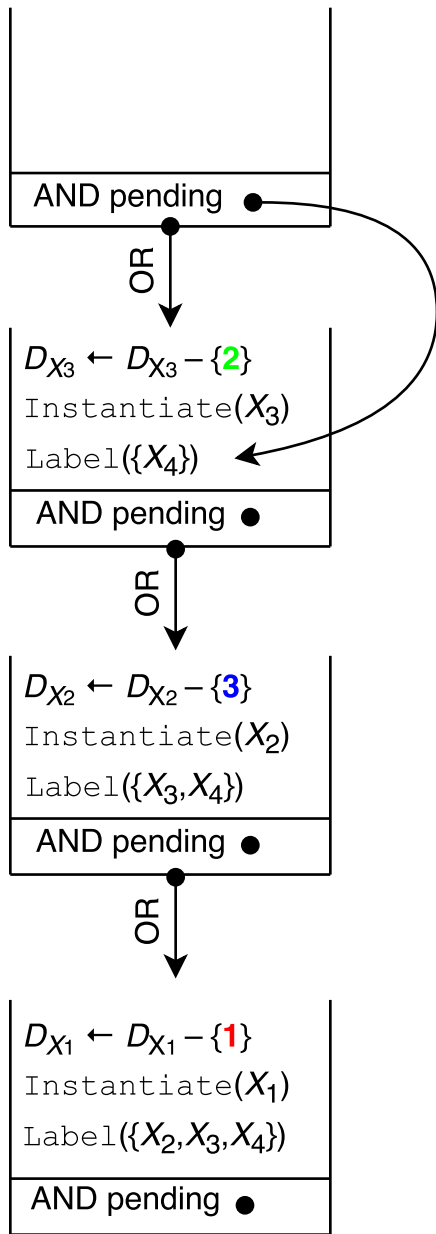 AND pending
OR
D_X3 ← D_X3 – {2}
Instantiate(X3)
Label({X4})
AND pending
OR
D_X2 ← D_X2 – {3}
Instantiate(X2)
Label({X3,X4})
AND pending
OR
D_X1 ← D_X1 – {1}
Instantiate(X1)
Label({X2,X3,X4})
AND pending